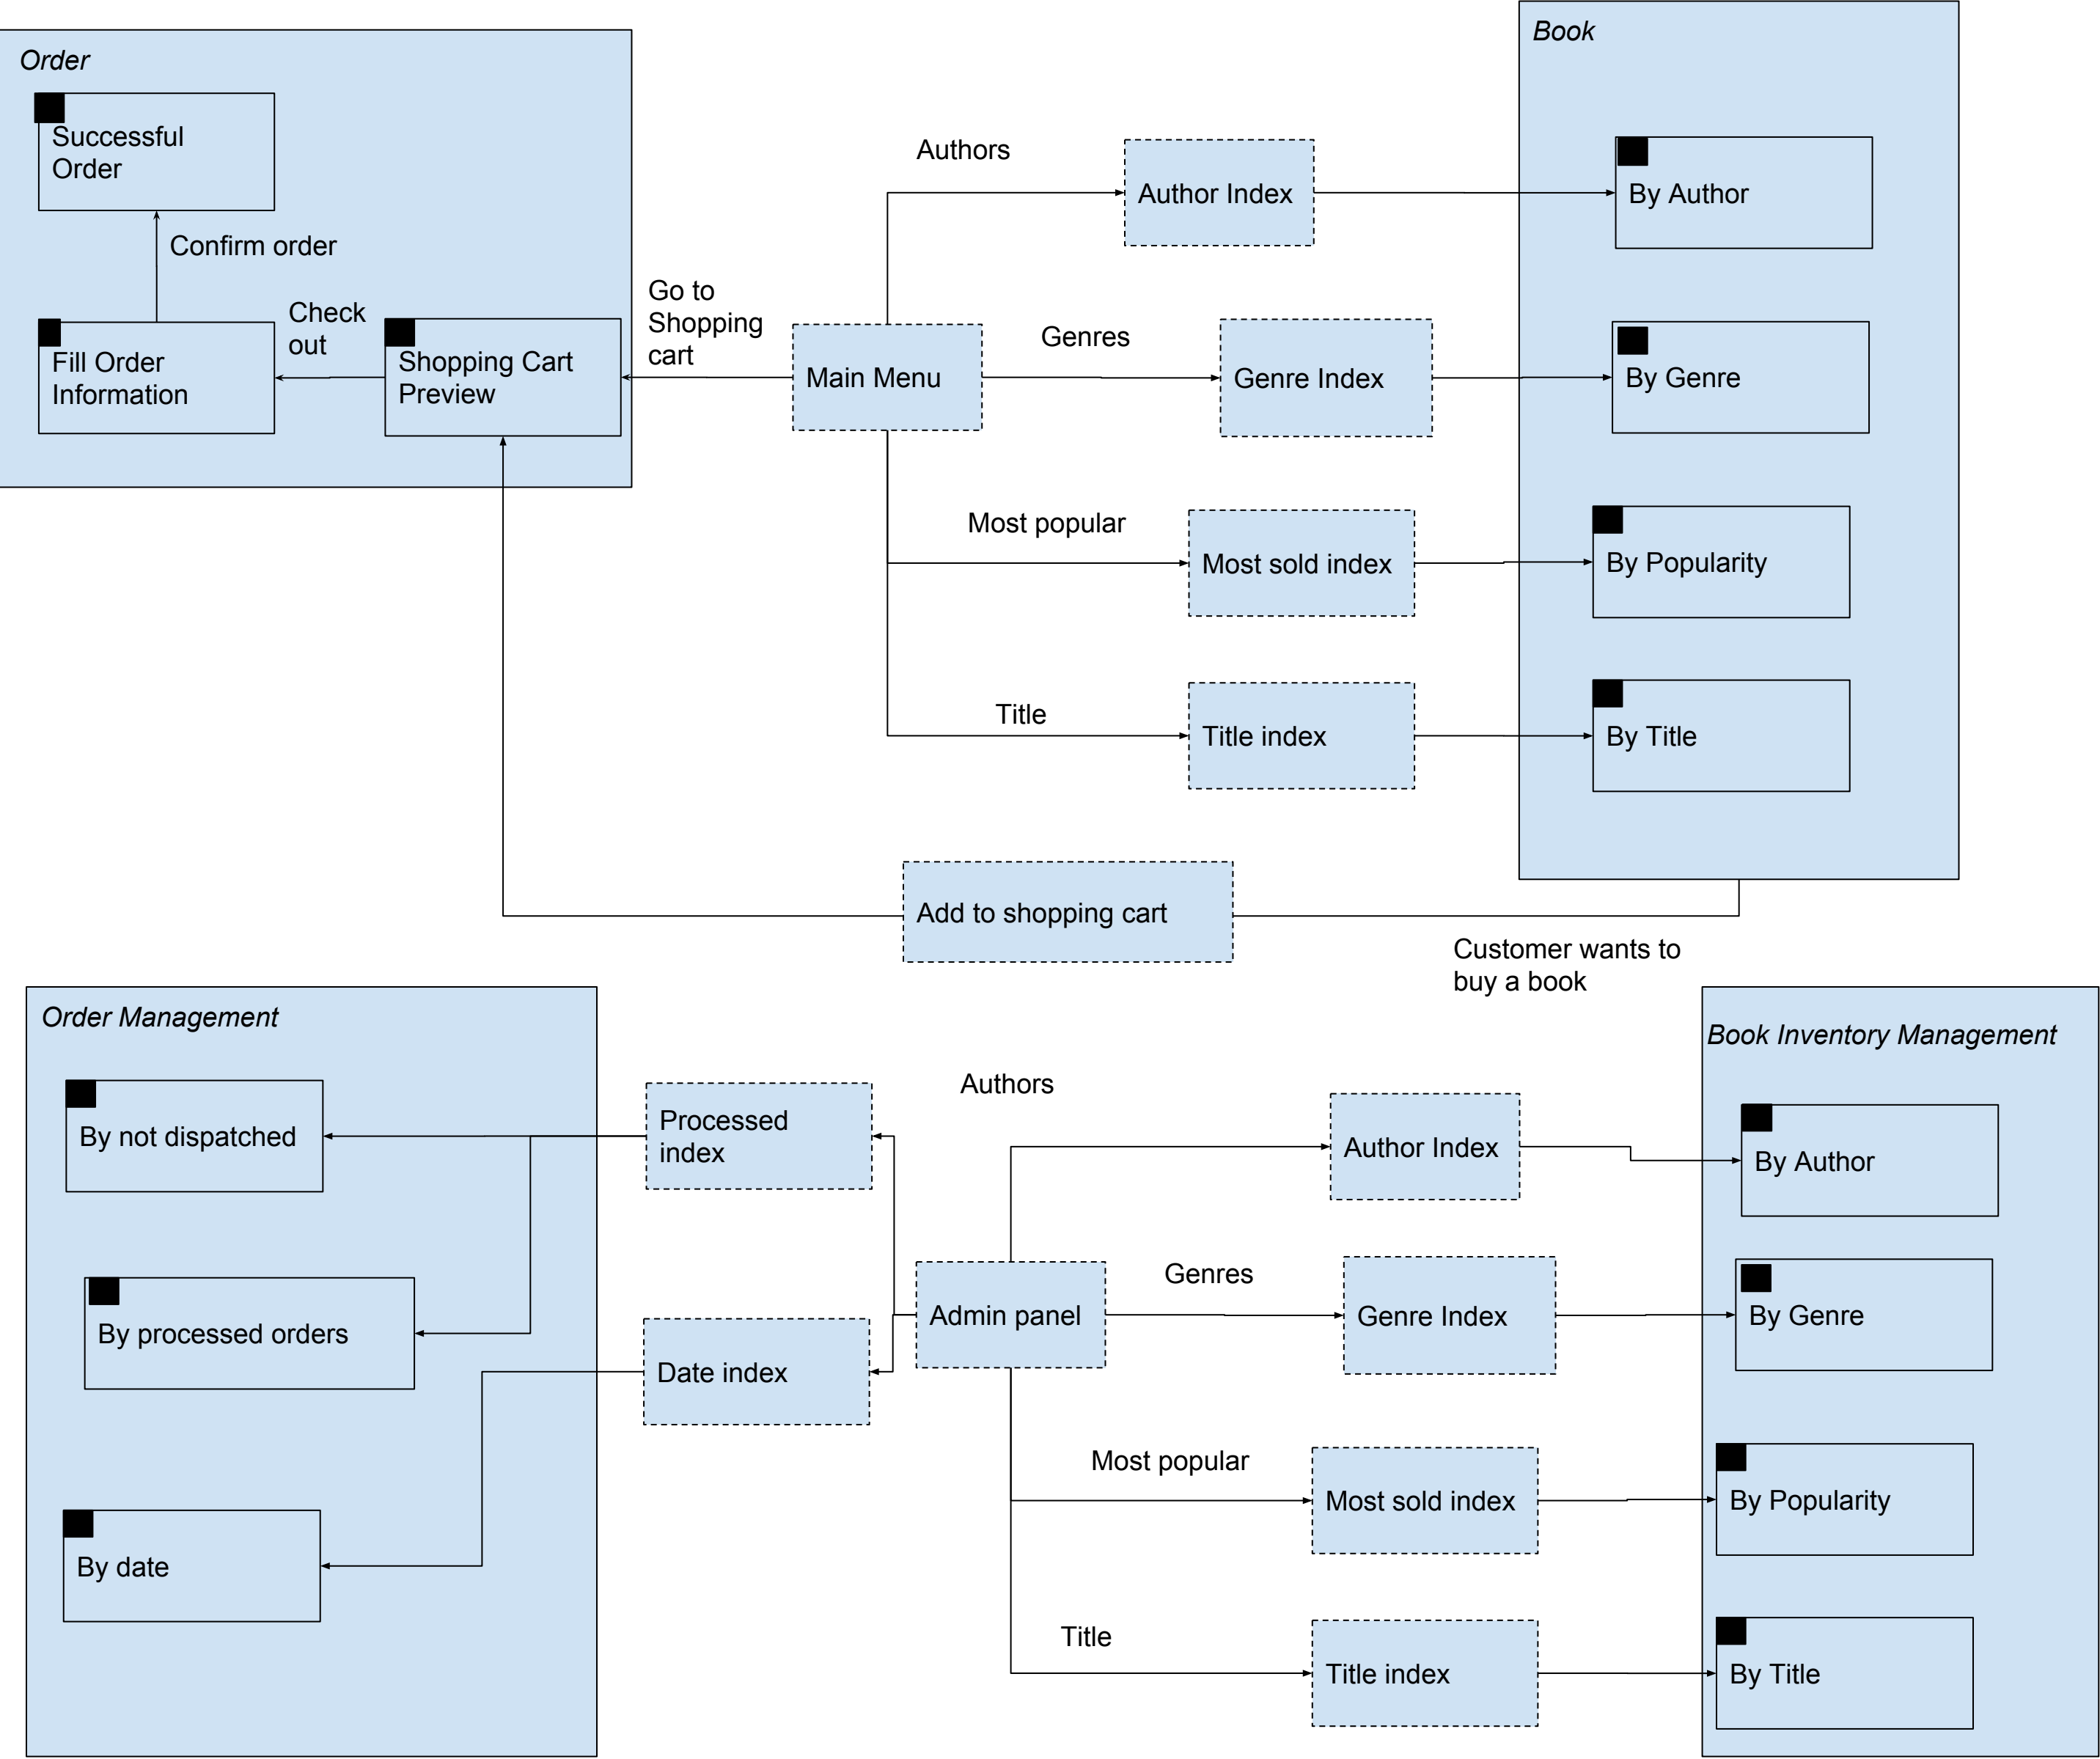 Order
Successful
Order
Confirm order
Check
out
Fill Order
Information
Shopping Cart
Preview
Go to
Shopping
cart
Main Menu
Authors
Author Index
Genres
Genre Index
Most popular
Most sold index
Title
Title index
Book
By Author
By Genre
By Popularity
By Title
Add to shopping cart
Customer wants to
buy a book
Order Management
By not dispatched
By processed orders
By date
Processed
index
Date index
Admin panel
Authors
Author Index
Genres
Genre Index
Most popular
Most sold index
Title
Title index
Book Inventory Management
By Author
By Genre
By Popularity
By Title